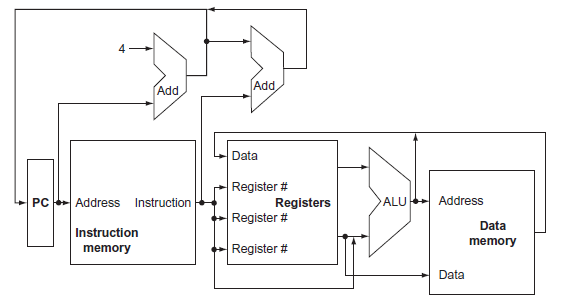 4
Add
Add
Data
Register #
PC
Address
Instruction
Registers
ALU
Address
Register #
Instruction
memory
Data
memory
Register #
Data